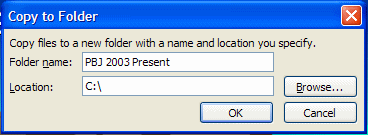 Copy to Folder
Copy files to a new folder with a name and location you specify.
Folder name: PBJ 2003 Present
Location: C:\ Browse...
OK Cancel